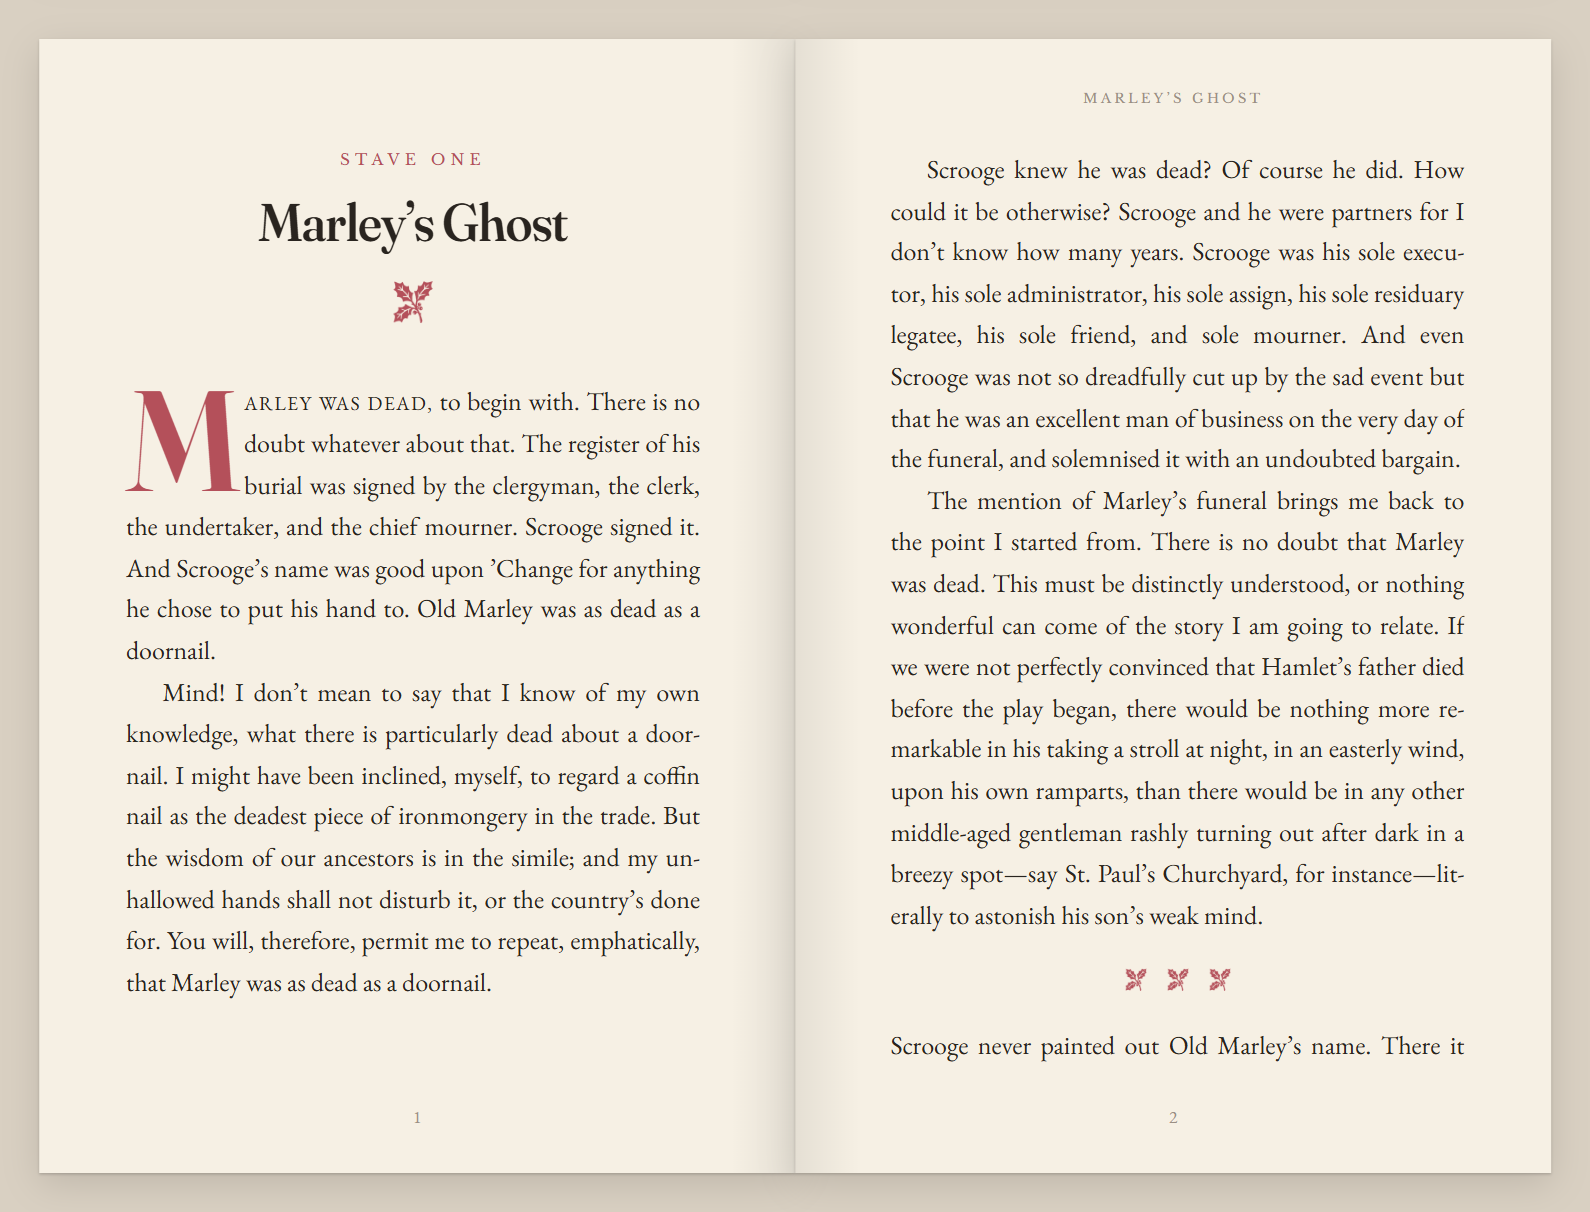 STAVE ONE
Marley’s Ghost
MARLEY WAS DEAD, to begin with. There is no
doubt whatever about that. The register of his
burial was signed by the clergyman, the clerk,
the undertaker, and the chief mourner. Scrooge signed it.
And Scrooge’s name was good upon ’Change for anything
he chose to put his hand to. Old Marley was as dead as a
doornail.
Mind! I don’t mean to say that I know of my own
knowledge, what there is particularly dead about a door-
nail. I might have been inclined, myself, to regard a coffin
nail as the deadest piece of ironmongery in the trade. But
the wisdom of our ancestors is in the simile; and my un-
hallowed hands shall not disturb it, or the country’s done
for. You will, therefore, permit me to repeat, emphatically,
that Marley was as dead as a doornail.
1
MARLEY’S GHOST
Scrooge knew he was dead? Of course he did. How
could it be otherwise? Scrooge and he were partners for I
don’t know how many years. Scrooge was his sole execu-
tor, his sole administrator, his sole assign, his sole residuary
legatee, his sole friend, and sole mourner. And even
Scrooge was not so dreadfully cut up by the sad event but
that he was an excellent man of business on the very day of
the funeral, and solemnised it with an undoubted bargain.
The mention of Marley’s funeral brings me back to
the point I started from. There is no doubt that Marley
was dead. This must be distinctly understood, or nothing
wonderful can come of the story I am going to relate. If
we were not perfectly convinced that Hamlet’s father died
before the play began, there would be nothing more re-
markable in his taking a stroll at night, in an easterly wind,
upon his own ramparts, than there would be in any other
middle-aged gentleman rashly turning out after dark in a
breezy spot—say St. Paul’s Churchyard, for instance—lit-
erally to astonish his son’s weak mind.
Scrooge never painted out Old Marley’s name. There it
2